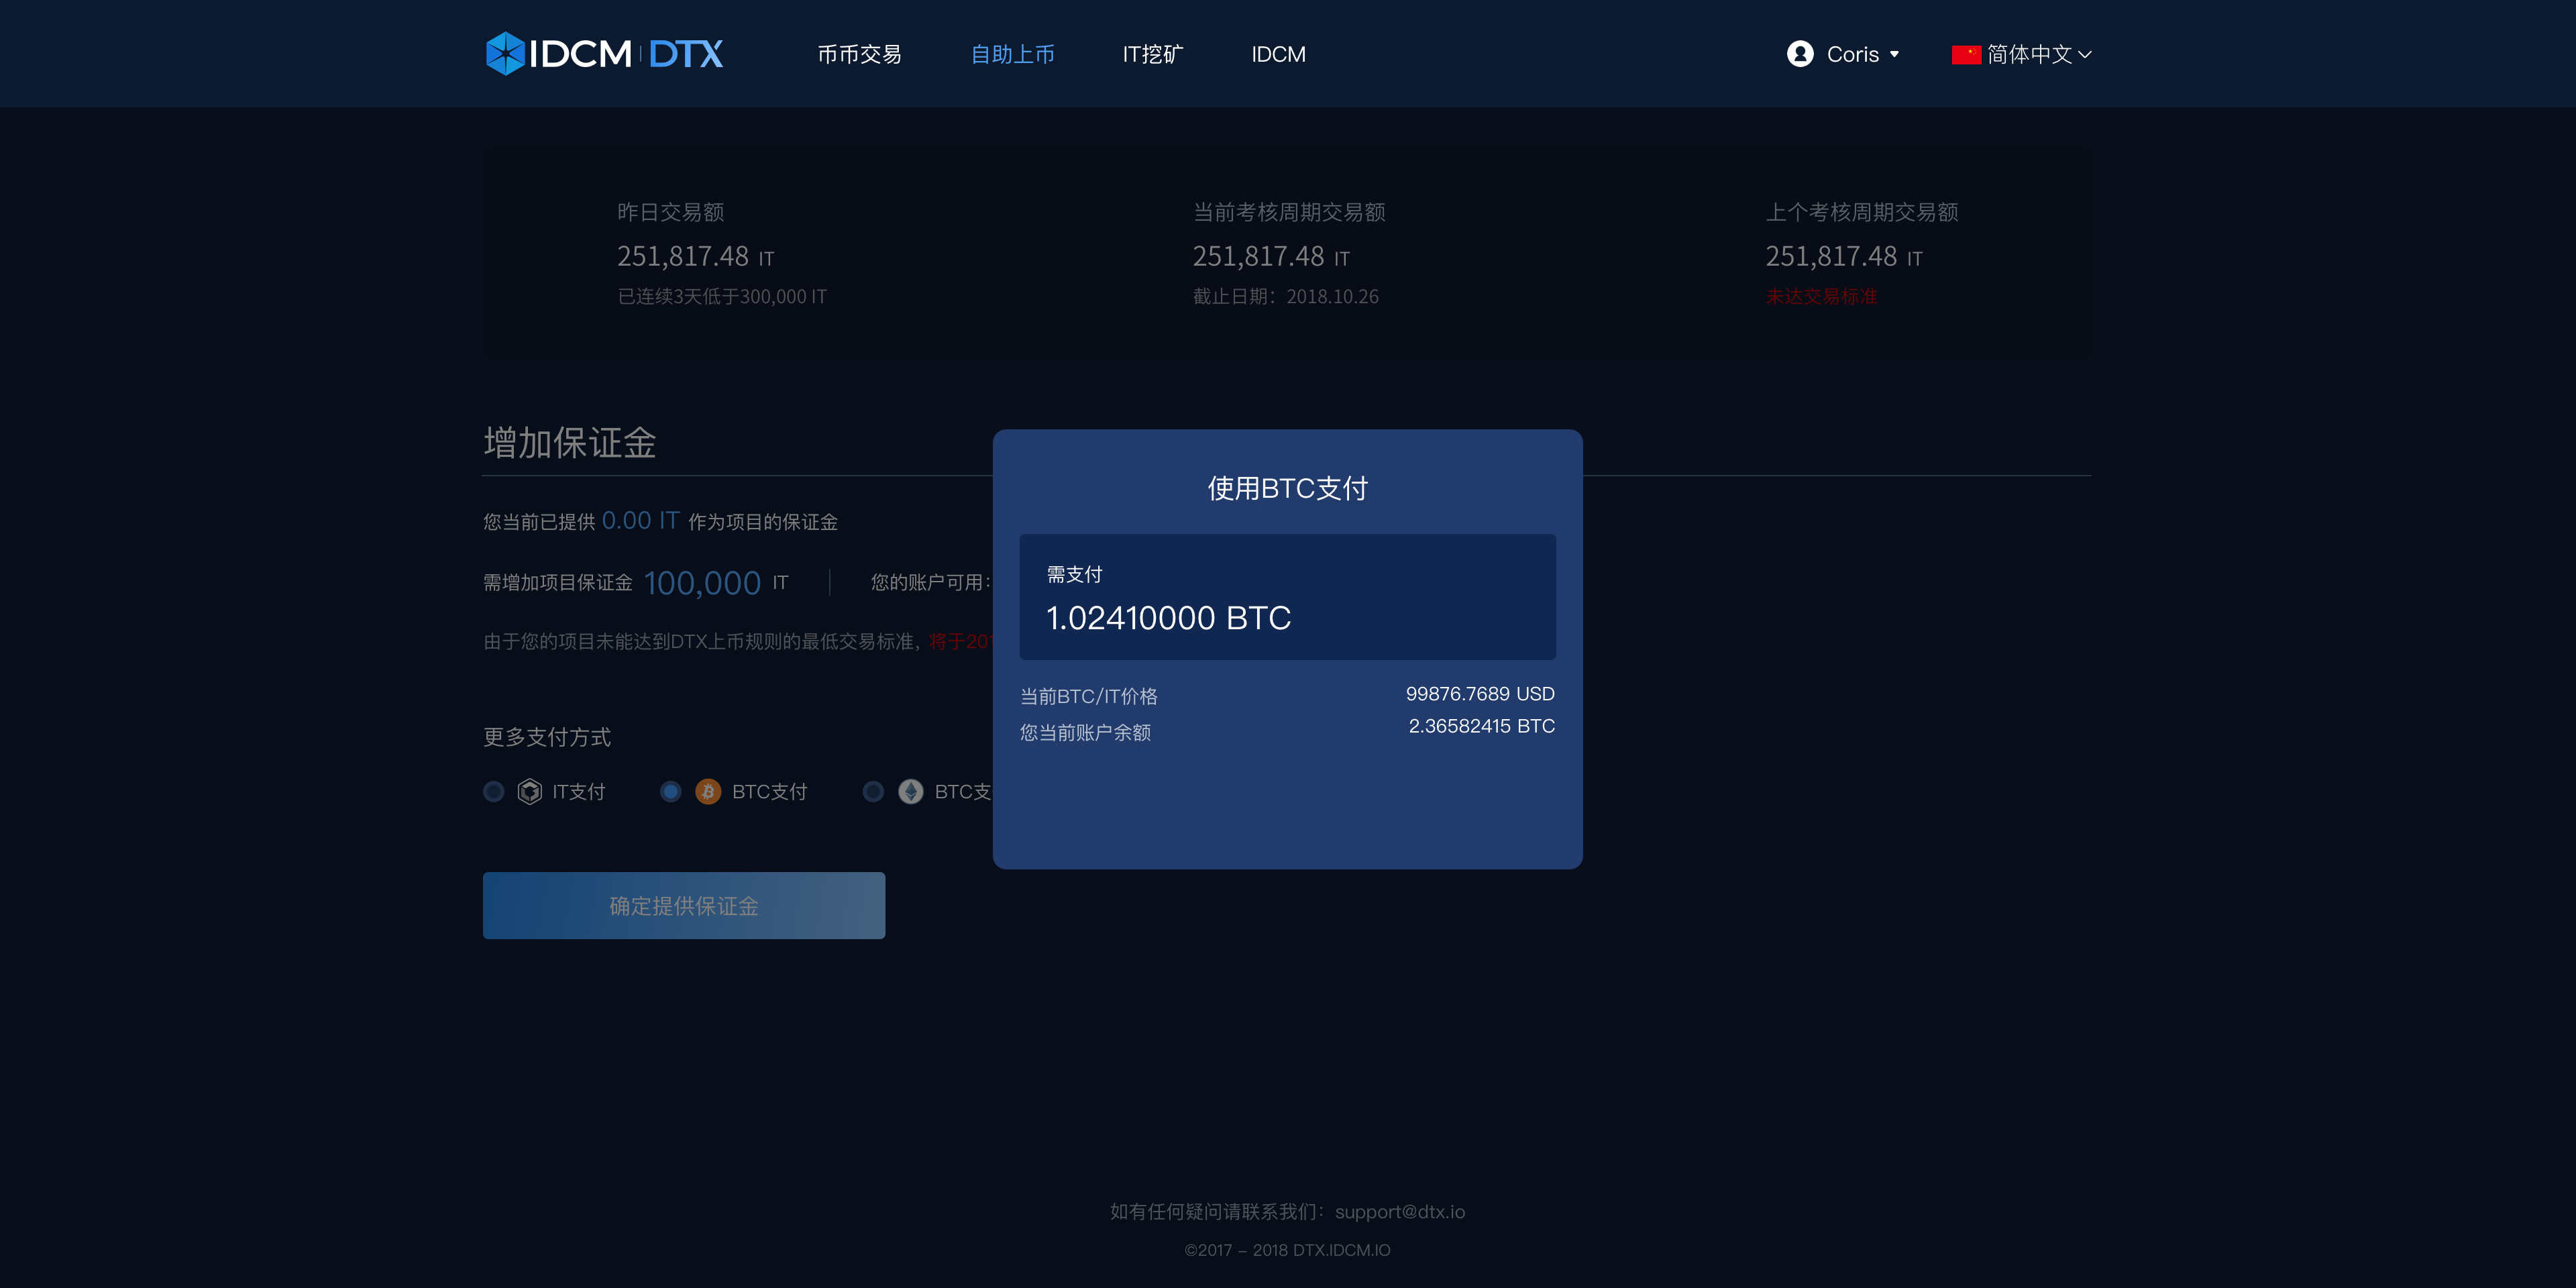 IDCM DTX 币币交易 自助上币 IT挖矿 IDCM Coris 简体中文
昨日交易额 当前考核周期交易额 上个考核周期交易额
251,817.48 IT 251,817.48 IT 251,817.48 IT
已连续3天低于300,000 IT 截止日期：2018.10.26 未达交易标准
增加保证金
您当前已提供 0.00 IT 作为项目的保证金
需增加项目保证金 100,000 IT 您的账户可用：
由于您的项目未能达到DTX上币规则的最低交易标准，将于201
更多支付方式
IT支付 BTC支付 BTC支
确定提供保证金
使用BTC支付
需支付
1.02410000 BTC
当前BTC/IT价格 99876.7689 USD
您当前账户余额 2.36582415 BTC
如有任何疑问请联系我们：support@dtx.io
©2017 – 2018 DTX.IDCM.IO